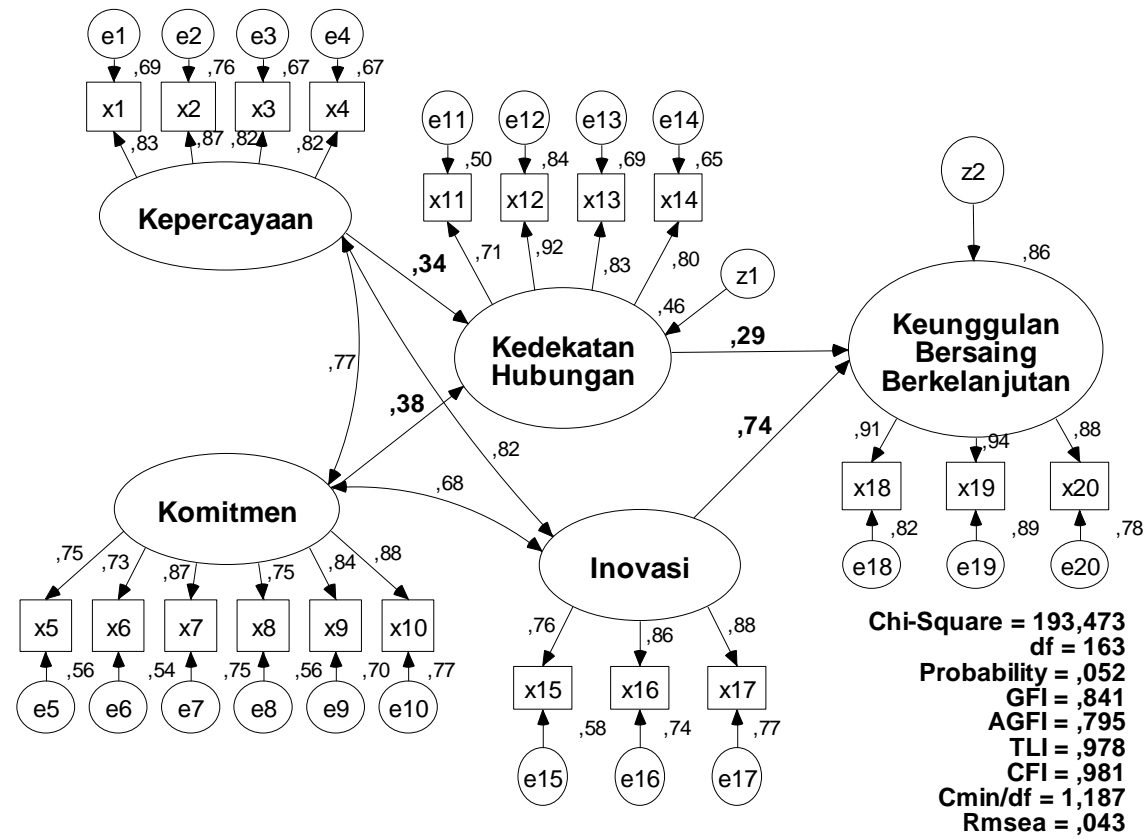 e1 e2 e3 e4
,69 ,76 ,67 ,67
x1 x2 x3 x4
,83 ,87 ,82 ,82
Kepercayaan
e11 e12 e13 e14
,50 ,84 ,69 ,65
x11 x12 x13 x14
,71 ,92 ,83 ,80
z1
,46
Kedekatan
Hubungan
z2
,86
Keunggulan
Bersaing
Berkelanjutan
,34
,29
,77
,38
,82
,74
,68
Komitmen
,75 ,73 ,87 ,75 ,84 ,88
x5 x6 x7 x8 x9 x10
,56 ,54 ,75 ,56 ,70 ,77
e5 e6 e7 e8 e9 e10
Inovasi
,76 ,86 ,88
x15 x16 x17
,58 ,74 ,77
e15 e16 e17
,91 ,94 ,88
x18 x19 x20
,82 ,89 ,78
e18 e19 e20
Chi-Square = 193,473
df = 163
Probability = ,052
GFI = ,841
AGFI = ,795
TLI = ,978
CFI = ,981
Cmin/df = 1,187
Rmsea = ,043